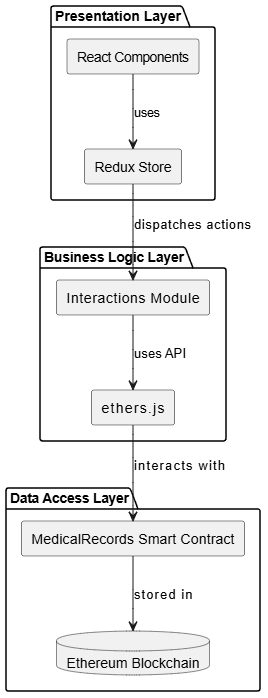 Presentation Layer
React Components
uses
Redux Store
dispatches actions
Business Logic Layer
Interactions Module
uses API
ethers.js
interacts with
Data Access Layer
MedicalRecords Smart Contract
stored in
Ethereum Blockchain